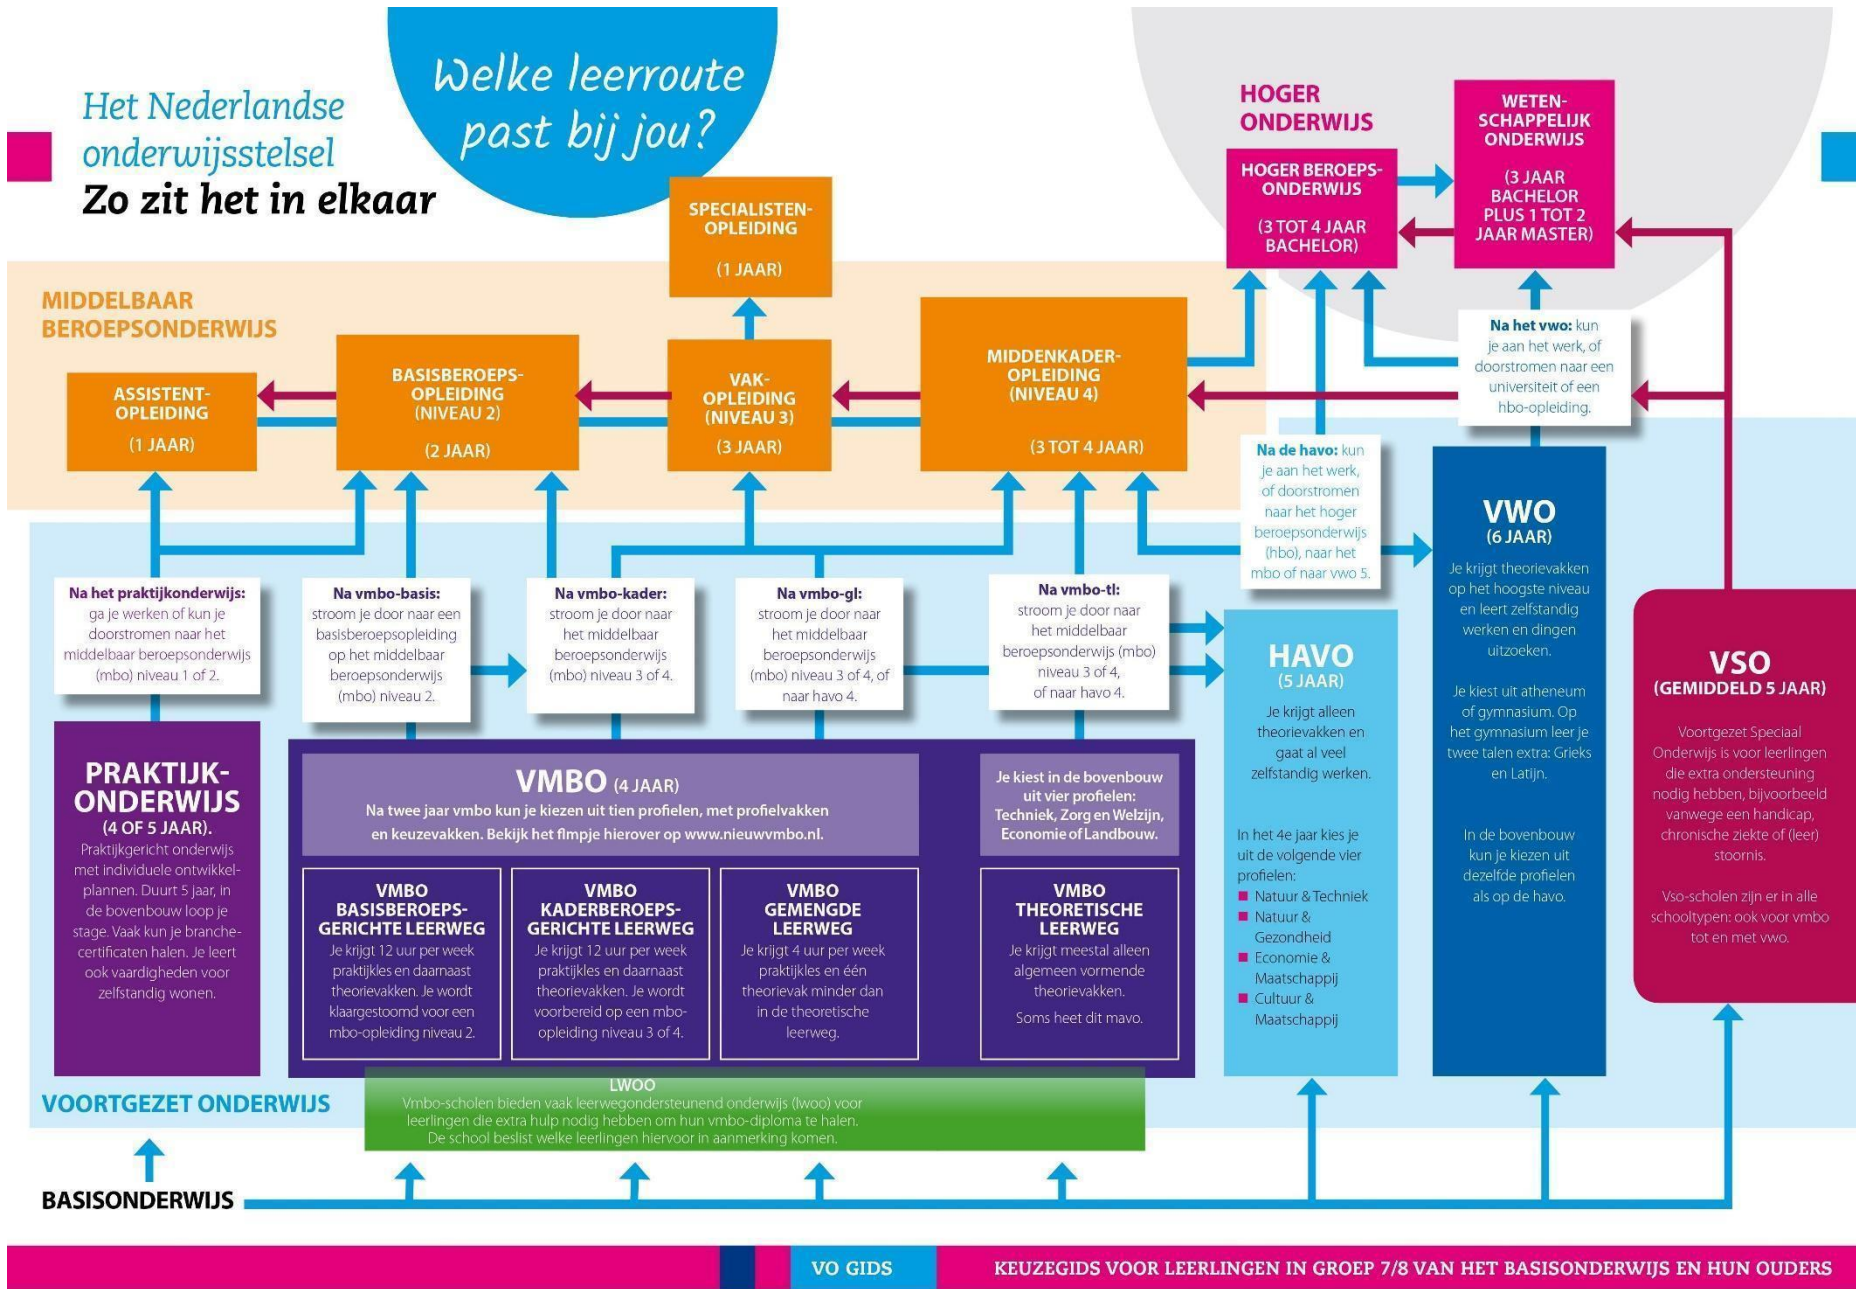 Het Nederlandse
onderwijsstelsel
Zo zit het in elkaar
Welke leerroute
past bij jou?
HOGER
ONDERWIJS
WETEN-
SCHAPPELIJK
ONDERWIJS
(3 JAAR
BACHELOR
PLUS 1 TOT 2
JAAR MASTER)
HOGER BEROEPS-
ONDERWIJS
(3 TOT 4 JAAR
BACHELOR)
SPECIALISTEN-
OPLEIDING
(1 JAAR)
MIDDELBAAR
BEROEPSONDERWIJS
ASSISTENT-
OPLEIDING
(1 JAAR)
BASISBEROEPS-
OPLEIDING
(NIVEAU 2)
(2 JAAR)
VAK-
OPLEIDING
(NIVEAU 3)
(3 JAAR)
MIDDENKADER-
OPLEIDING
(NIVEAU 4)
(3 TOT 4 JAAR)
Na het vwo: kun
je aan het werk, of
doorstromen naar een
universiteit of een
hbo-opleiding.
Na de havo: kun
je aan het werk,
of doorstromen
naar het hoger
beroepsonderwijs
(hbo), naar het
mbo of naar vwo 5.
Na het praktijkonderwijs:
ga je werken of kun je
doorstromen naar het
middelbaar beroepsonderwijs
(mbo) niveau 1 of 2.
Na vmbo-basis:
stroom je door naar een
basisberoepsopleiding
op het middelbaar
beroepsonderwijs
(mbo) niveau 2.
Na vmbo-kader:
stroom je door naar
het middelbaar
beroepsonderwijs
(mbo) niveau 3 of 4.
Na vmbo-gl:
stroom je door naar
het middelbaar
beroepsonderwijs
(mbo) niveau 3 of 4, of
naar havo 4.
Na vmbo-tl:
stroom je door naar
het middelbaar
beroepsonderwijs (mbo)
niveau 3 of 4,
of naar havo 4.
PRAKTIJK-
ONDERWIJS
(4 OF 5 JAAR).
Praktijkgericht onderwijs
met individuele ontwikkel-
plannen. Duurt 5 jaar, in
de bovenbouw loop je
stage. Vaak kun je branche-
certificaten halen. Je leert
ook vaardigheden voor
zelfstandig wonen.
VMBO (4 JAAR)
Na twee jaar vmbo kun je kiezen uit tien profielen, met profielvakken
en keuzevakken. Bekijk het flmpje hierover op www.nieuwvmbo.nl.
Je kiest in de bovenbouw
uit vier profielen:
Techniek, Zorg en Welzijn,
Economie of Landbouw.
VMBO
BASISBEROEPS-
GERICHTE LEERWEG
Je krijgt 12 uur per week
praktijkles en daarnaast
theorievakken. Je wordt
klaargestoomd voor een
mbo-opleiding niveau 2.
VMBO
KADERBEROEPS-
GERICHTE LEERWEG
Je krijgt 12 uur per week
praktijkles en daarnaast
theorievakken. Je wordt
voorbereid op een mbo-
opleiding niveau 3 of 4.
VMBO
GEMENGDE
LEERWEG
Je krijgt 4 uur per week
praktijkles en één
theorievak minder dan
in de theoretische
leerweg.
VMBO
THEORETISCHE
LEERWEG
Je krijgt meestal alleen
algemeen vormende
theorievakken.
Soms heet dit mavo.
HAVO
(5 JAAR)
Je krijgt alleen
theorievakken en
gaat al veel
zelfstandig werken.
In het 4e jaar kies je
uit de volgende vier
profielen:
Natuur & Techniek
Natuur &
Gezondheid
Economie &
Maatschappij
Cultuur &
Maatschappij
VWO
(6 JAAR)
Je krijgt theorievakken
op het hoogste niveau
en leert zelfstandig
werken en dingen
uitzoeken.
Je kiest uit atheneum
of gymnasium. Op
het gymnasium leer je
twee talen extra: Grieks
en Latijn.
In de bovenbouw
kun je kiezen uit
dezelfde profielen
als op de havo.
VSO
(GEMIDDELD 5 JAAR)
Voortgezet Speciaal
Onderwijs is voor leerlingen
die extra ondersteuning
nodig hebben, bijvoorbeeld
vanwege een handicap,
chronische ziekte of (leer)
stoornis.
Vso-scholen zijn er in alle
schooltypen: ook voor vmbo
tot en met vwo.
VOORTGEZET ONDERWIJS
LWOO
Vmbo-scholen bieden vaak leerwegondersteunend onderwijs (lwoo) voor
leerlingen die extra hulp nodig hebben om hun vmbo-diploma te halen.
De school beslist welke leerlingen hiervoor in aanmerking komen.
BASISONDERWIJS
VO GIDS
KEUZEGIDS VOOR LEERLINGEN IN GROEP 7/8 VAN HET BASISONDERWIJS EN HUN OUDERS